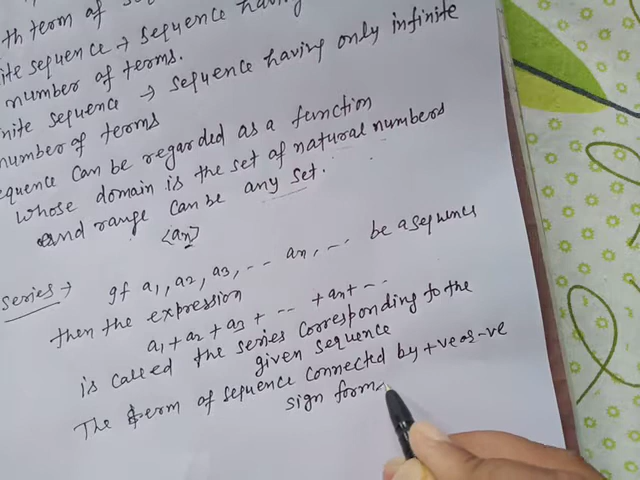 th term of
ite sequence → sequence having
number of terms.
nite sequence → sequence having only infinite
number of terms
equence can be regarded as a function
whose domain is the set of natural numbers
and range can be any set.
<an>
series → If a1, a2, a3, -- an, -- be a sequence
then the expression
a1 + a2 + a3 + -- + an + --
is called the series corresponding to the
given sequence
The term of sequence connected by +ve or -ve
sign form